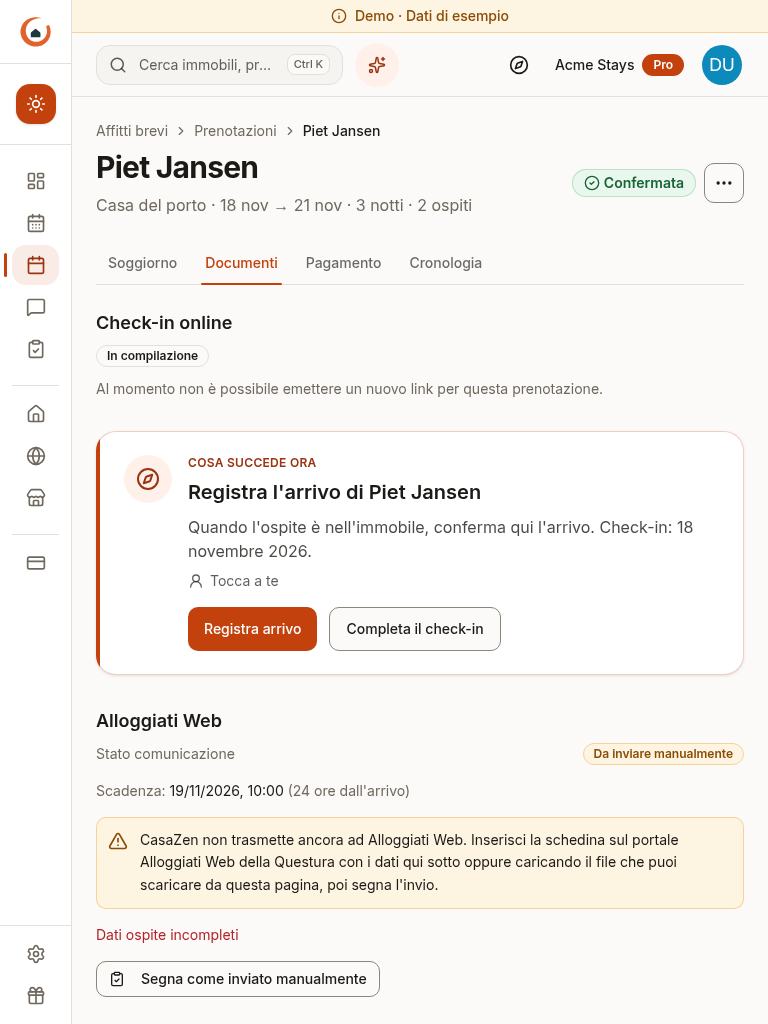 Demo · Dati di esempio
Cerca immobili, pr...
Ctrl K
Acme Stays
Pro
DU
Affitti brevi > Prenotazioni > Piet Jansen
Piet Jansen
Casa del porto · 18 nov → 21 nov · 3 notti · 2 ospiti
Confermata
Soggiorno
Documenti
Pagamento
Cronologia
Check-in online
In compilazione
Al momento non è possibile emettere un nuovo link per questa prenotazione.
COSA SUCCEDE ORA
Registra l'arrivo di Piet Jansen
Quando l'ospite è nell'immobile, conferma qui l'arrivo. Check-in: 18
novembre 2026.
Tocca a te
Registra arrivo
Completa il check-in
Alloggiati Web
Stato comunicazione
Da inviare manualmente
Scadenza: 19/11/2026, 10:00 (24 ore dall'arrivo)
CasaZen non trasmette ancora ad Alloggiati Web. Inserisci la schedina sul portale
Alloggiati Web della Questura con i dati qui sotto oppure caricando il file che puoi
scaricare da questa pagina, poi segna l'invio.
Dati ospite incompleti
Segna come inviato manualmente